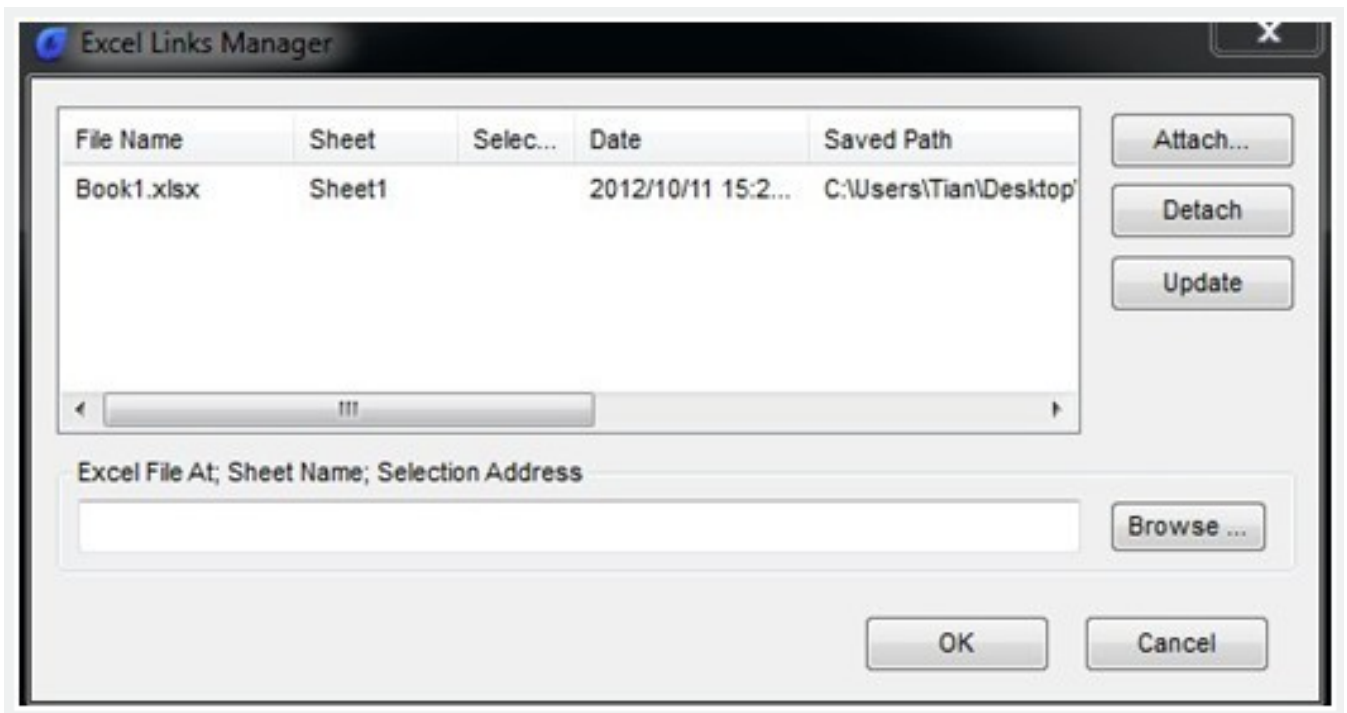 Excel Links Manager
File Name Sheet Selec... Date Saved Path
Book1.xlsx Sheet1 2012/10/11 15:2... C:\Users\Tian\Desktop\
Attach...
Detach
Update
Excel File At; Sheet Name; Selection Address
Browse ...
OK Cancel